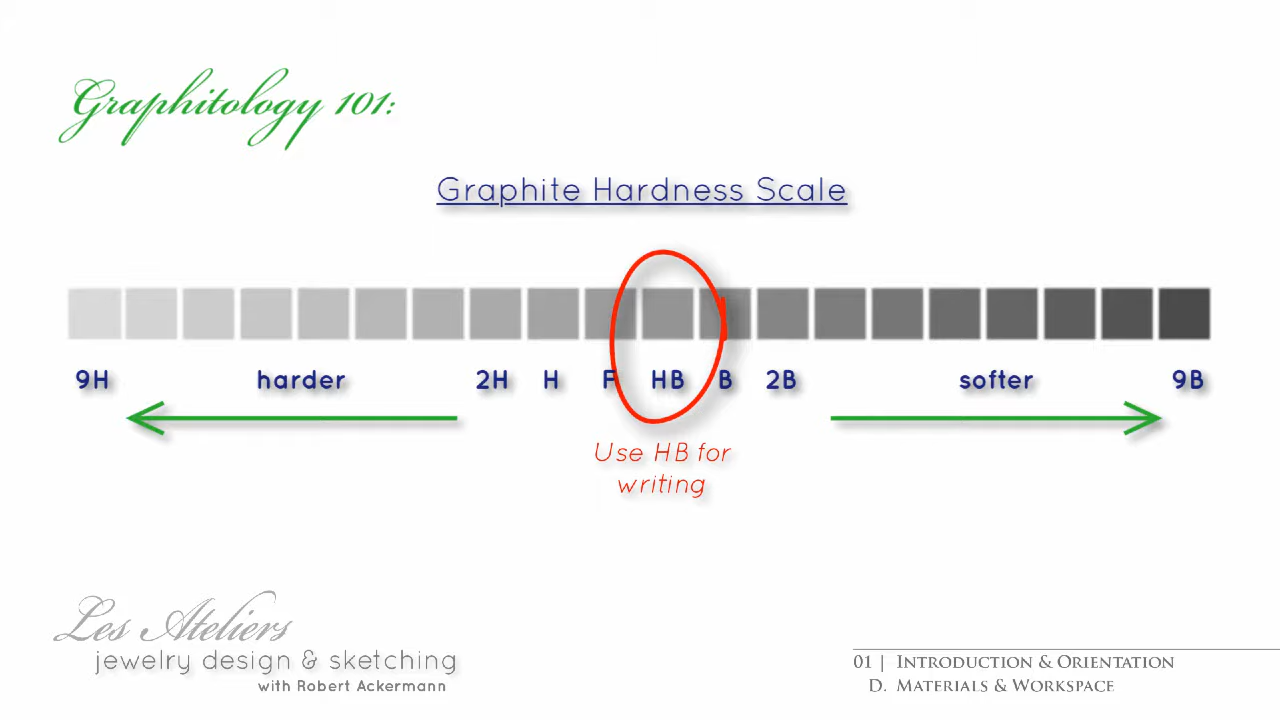 Graphitology 101:
Graphite Hardness Scale
9H harder 2H H F HB B 2B softer 9B
Use HB for
writing
Les Ateliers
jewelry design & sketching
with Robert Ackermann
01 | Introduction & Orientation
D. Materials & Workspace